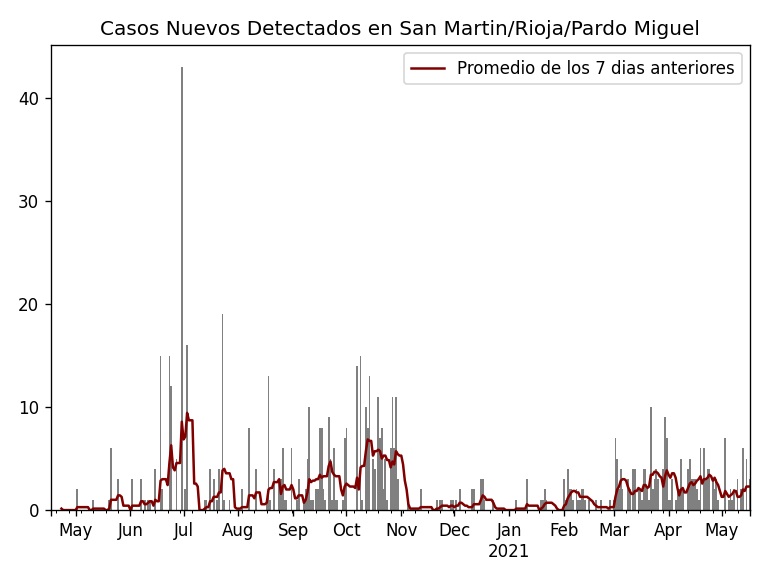 Casos Nuevos Detectados en San Martin/Rioja/Pardo Miguel
Promedio de los 7 dias anteriores
40
30
20
10
0
May Jun Jul Aug Sep Oct Nov Dec Jan Feb Mar Apr May
2021